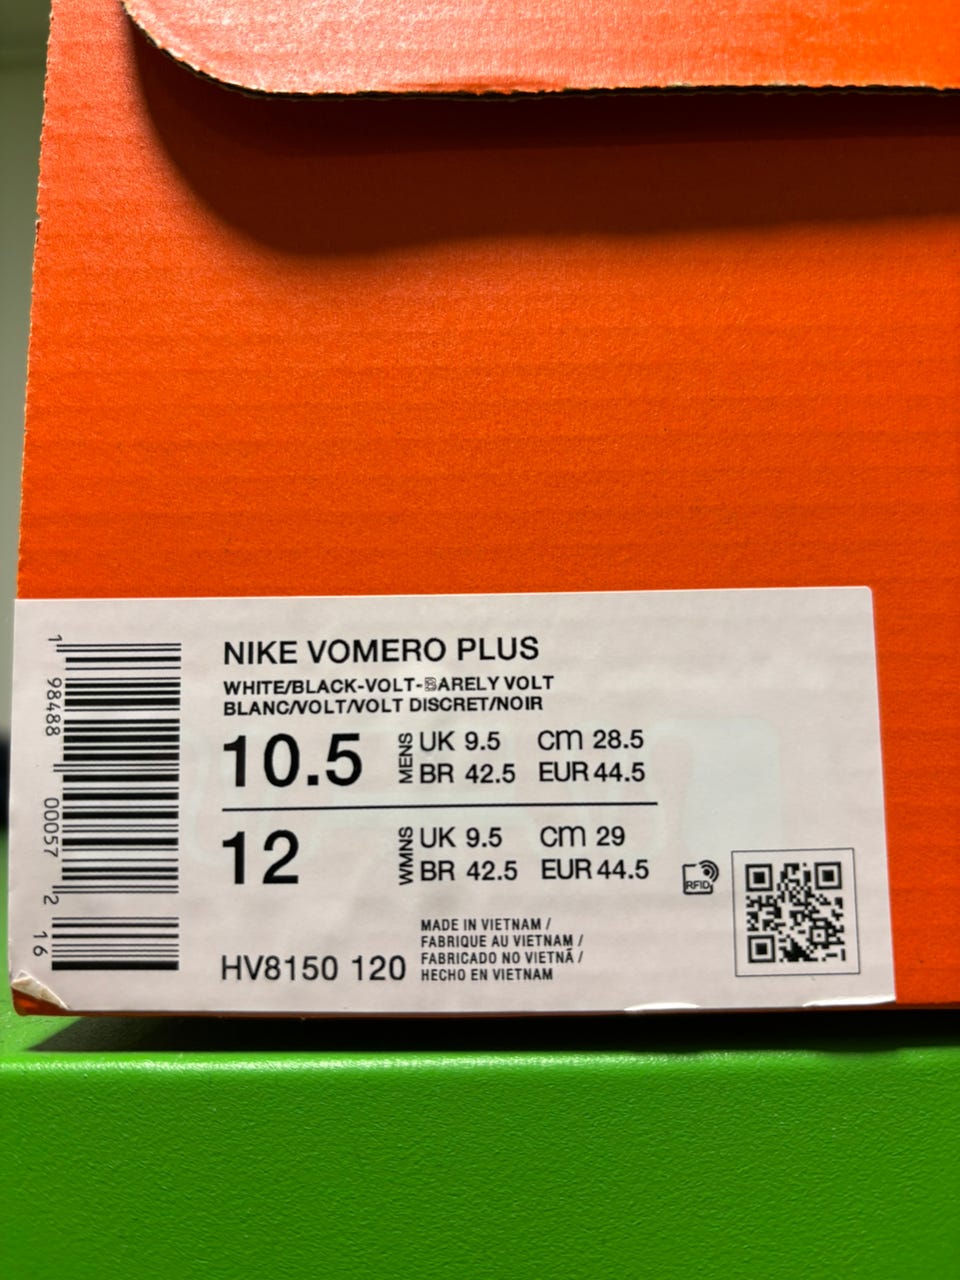 NIKE VOMERO PLUS
WHITE/BLACK-VOLT-BARELY VOLT
BLANC/VOLT/VOLT DISCRET/NOIR
10.5 MENS UK 9.5 CM 28.5
BR 42.5 EUR 44.5
12 WMNS UK 9.5 CM 29
BR 42.5 EUR 44.5
RFID
MADE IN VIETNAM /
FABRIQUE AU VIETNAM /
FABRICADO NO VIETNÃ /
HECHO EN VIETNAM
HV8150 120
1 98488 00057 2 16